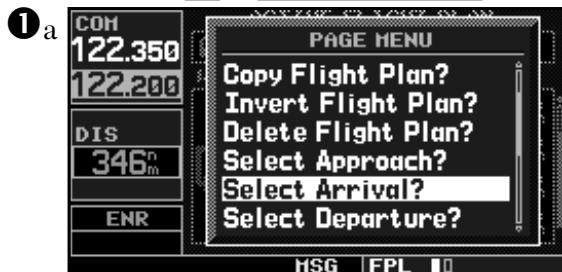 ❶a
COM
122.350
122.200
DIS
346nm
ENR
PAGE MENU
Copy Flight Plan?
Invert Flight Plan?
Delete Flight Plan?
Select Approach?
Select Arrival?
Select Departure?
MSG FPL